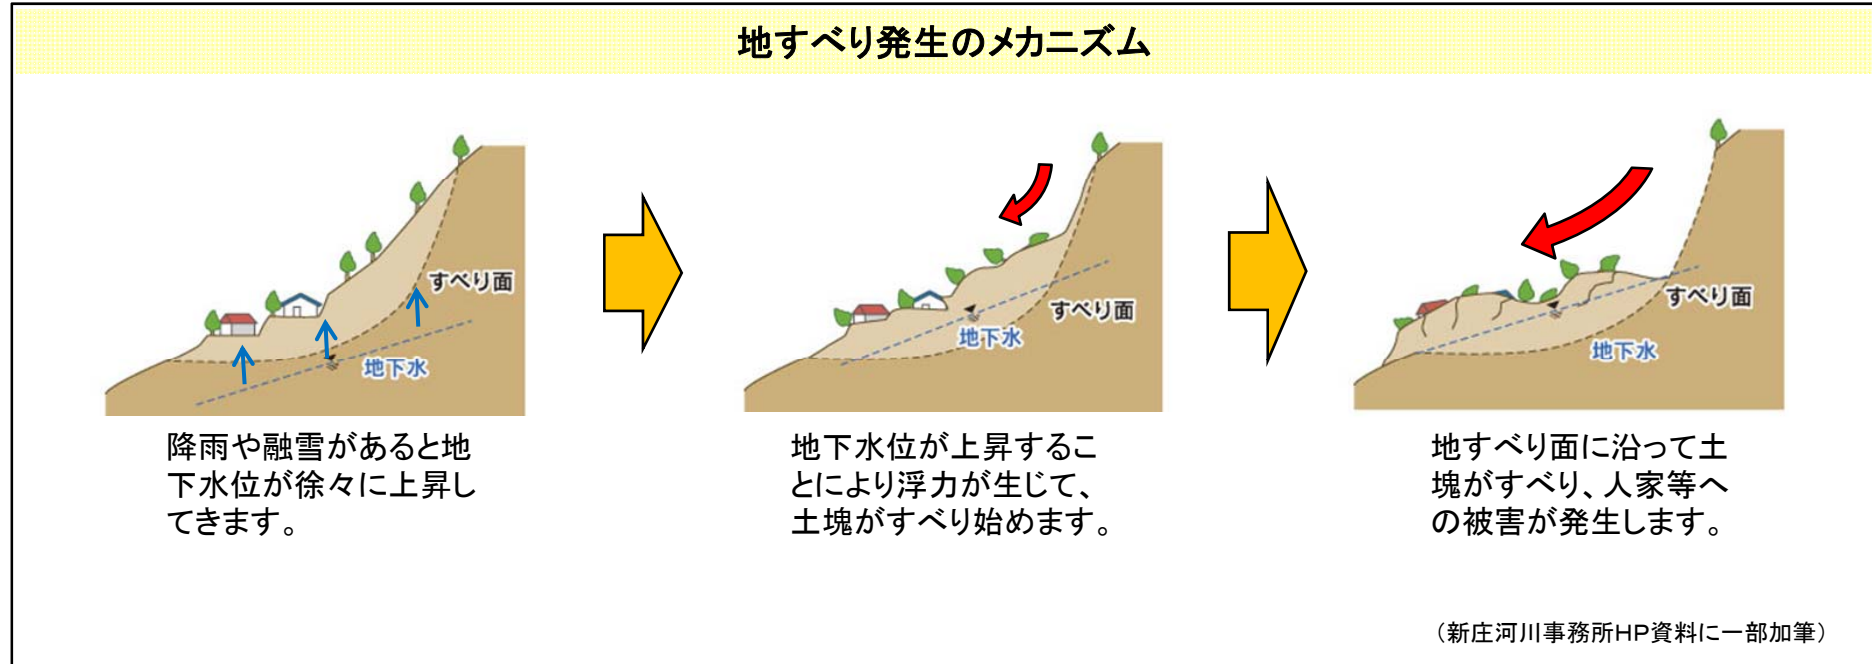 地すべり発生のメカニズム
すべり面
地下水
降雨や融雪があると地
下水位が徐々に上昇し
てきます。
すべり面
地下水
地下水位が上昇するこ
とにより浮力が生じて、
土塊がすべり始めます。
すべり面
地下水
地すべり面に沿って土
塊がすべり、人家等へ
の被害が発生します。
（新庄河川事務所HP資料に一部加筆）